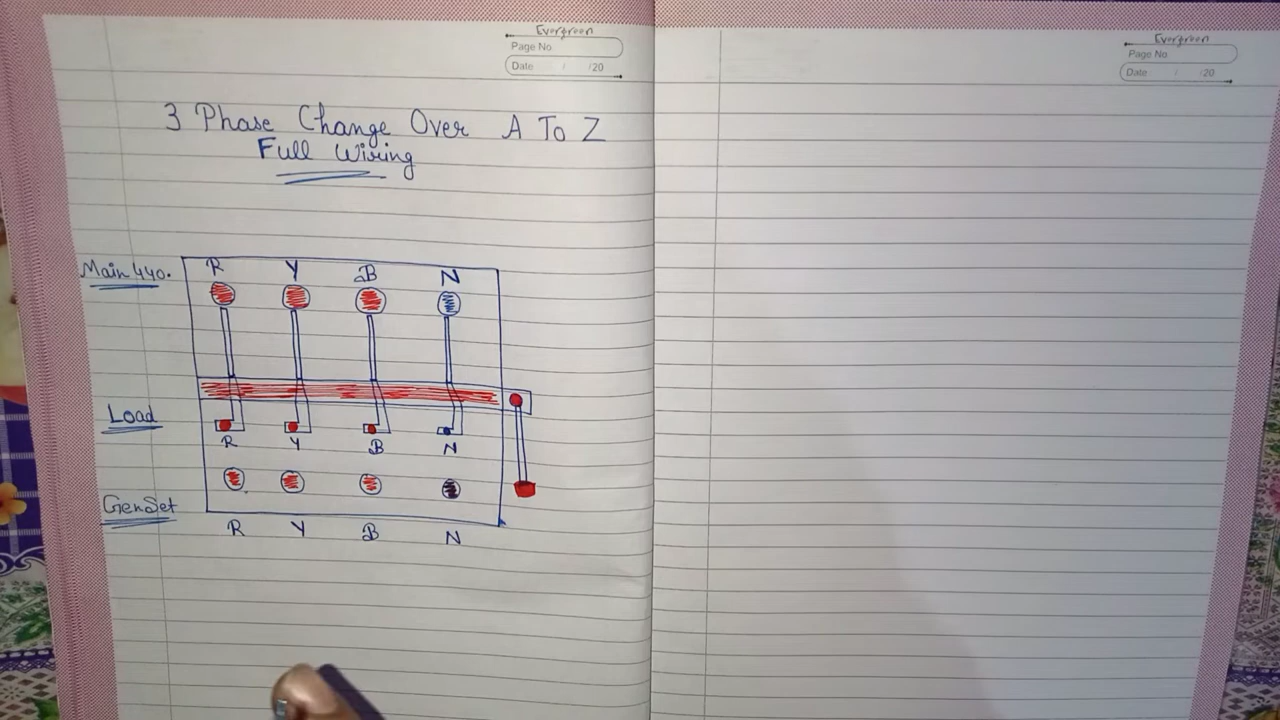 Evergreen
Page No
Date / /20
Evergreen
Page No
Date / /20
3 Phase Change Over A To Z
Full Wiring
Main 440.
R Y B N
Load
R Y B N
GenSet
R Y B N